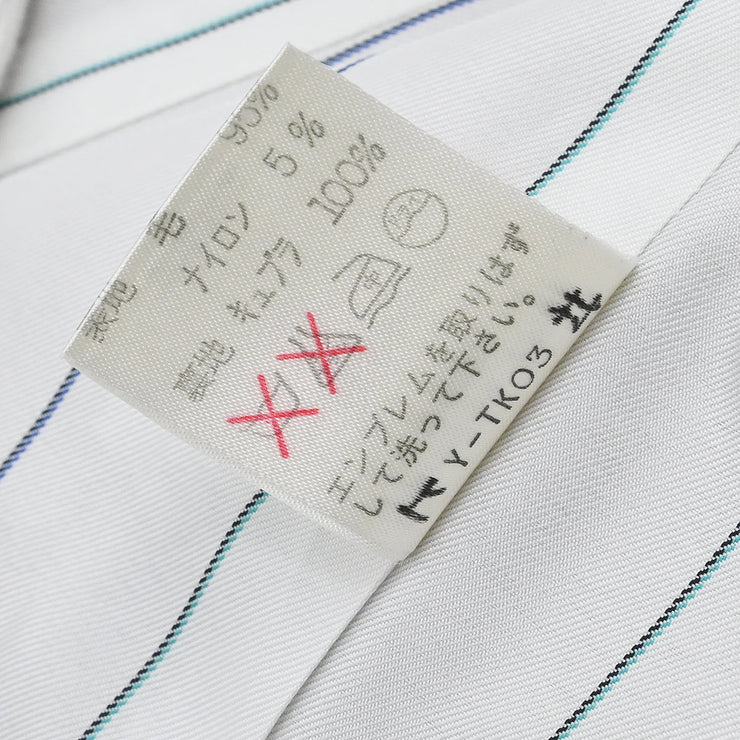 表地 毛 95%
ナイロン 5%
裏地 キュプラ 100%
中
エンブレムを取りはず
して洗って下さい。
Y-TK03